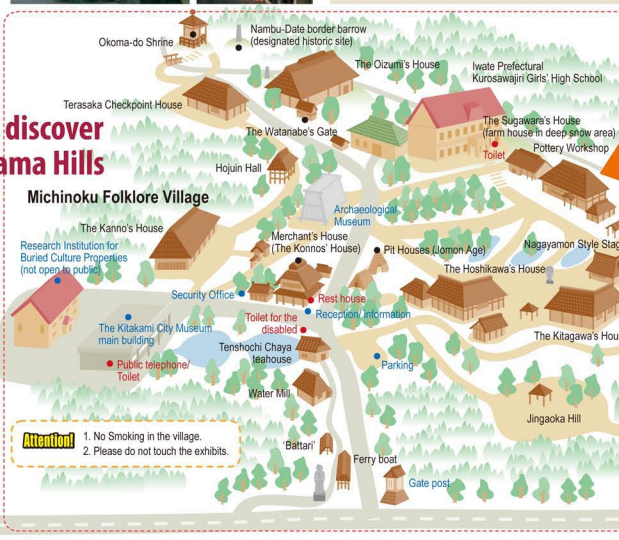 Okoma-do Shrine
Nambu-Date border barrow
(designated historic site)
The Oizumi's House
Iwate Prefectural
Kurosawajiri Girls' High School
Terasaka Checkpoint House
discover
ama Hills
The Watanabe's Gate
The Sugawara's House
(farm house in deep snow area)
Toilet
Pottery Workshop
Hojuin Hall
Michinoku Folklore Village
Archaeological
Museum
The Kanno's House
Research Institution for
Buried Culture Properties
(not open to public)
Merchant's House
(The Konnos' House)
Pit Houses (Jomon Age)
Nagayamon Style Stag
The Hoshikawa's House
Security Office
Rest house
Reception/ information
Toilet for the
disabled
The Kitakami City Museum
main building
Tenshochi Chaya
teahouse
The Kitagawa's Hou
Public telephone/
Toilet
Parking
Water Mill
Jingaoka Hill
Attention!
1. No Smoking in the village.
2. Please do not touch the exhibits.
'Battari'
Ferry boat
Gate post